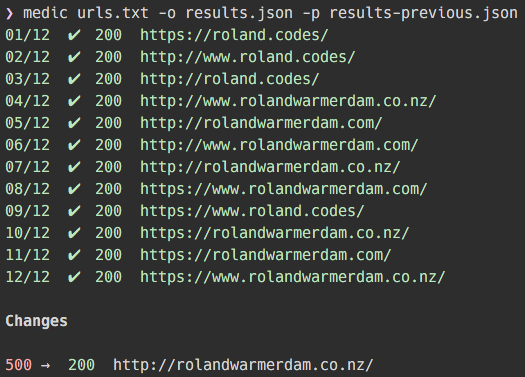 ❯ medic urls.txt -o results.json -p results-previous.json
01/12 ✔ 200 https://roland.codes/
02/12 ✔ 200 http://www.roland.codes/
03/12 ✔ 200 http://roland.codes/
04/12 ✔ 200 http://www.rolandwarmerdam.co.nz/
05/12 ✔ 200 http://rolandwarmerdam.com/
06/12 ✔ 200 http://www.rolandwarmerdam.com/
07/12 ✔ 200 http://rolandwarmerdam.co.nz/
08/12 ✔ 200 https://www.rolandwarmerdam.com/
09/12 ✔ 200 https://www.roland.codes/
10/12 ✔ 200 https://rolandwarmerdam.co.nz/
11/12 ✔ 200 https://rolandwarmerdam.com/
12/12 ✔ 200 https://www.rolandwarmerdam.co.nz/
Changes
500 → 200 http://rolandwarmerdam.co.nz/